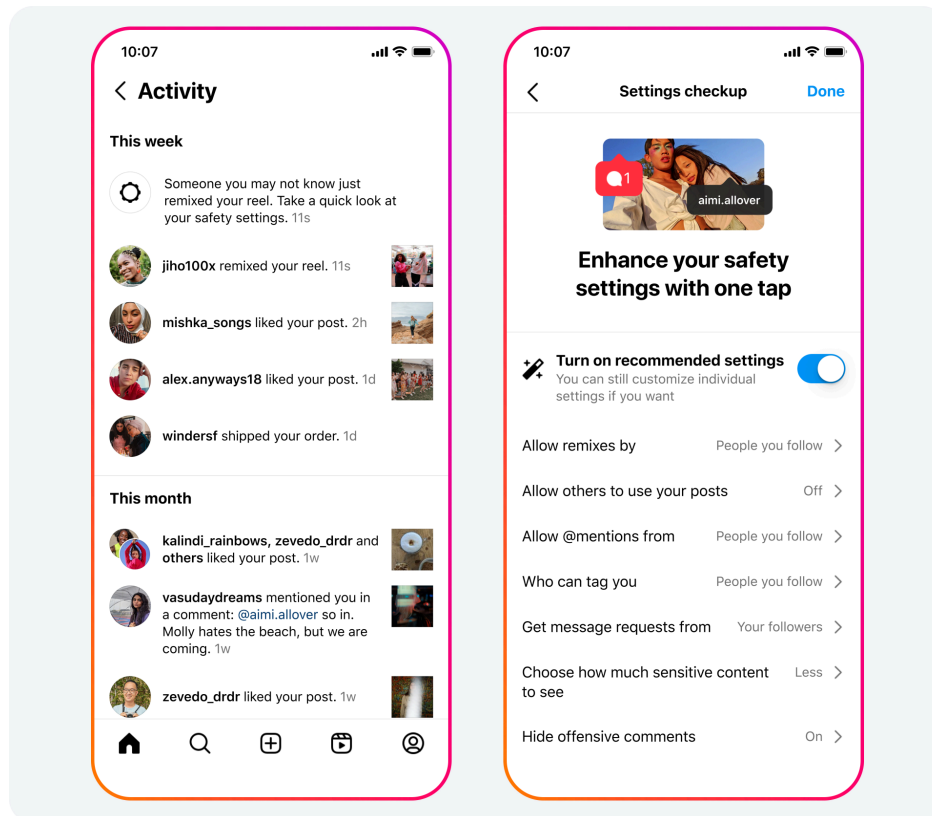 10:07
Activity
This week
Someone you may not know just
remixed your reel. Take a quick look at
your safety settings. 11s
jiho100x remixed your reel. 11s
mishka_songs liked your post. 2h
alex.anyways18 liked your post. 1d
windersf shipped your order. 1d
This month
kalindi_rainbows, zevedo_drdr and
others liked your post. 1w
vasudaydreams mentioned you in
a comment: @aimi.allover so in.
Molly hates the beach, but we are
coming. 1w
zevedo_drdr liked your post. 1w
10:07
Settings checkup
Done
1
aimi.allover
Enhance your safety
settings with one tap
Turn on recommended settings
You can still customize individual
settings if you want
Allow remixes by People you follow
Allow others to use your posts Off
Allow @mentions from People you follow
Who can tag you People you follow
Get message requests from Your followers
Choose how much sensitive content Less
to see
Hide offensive comments On